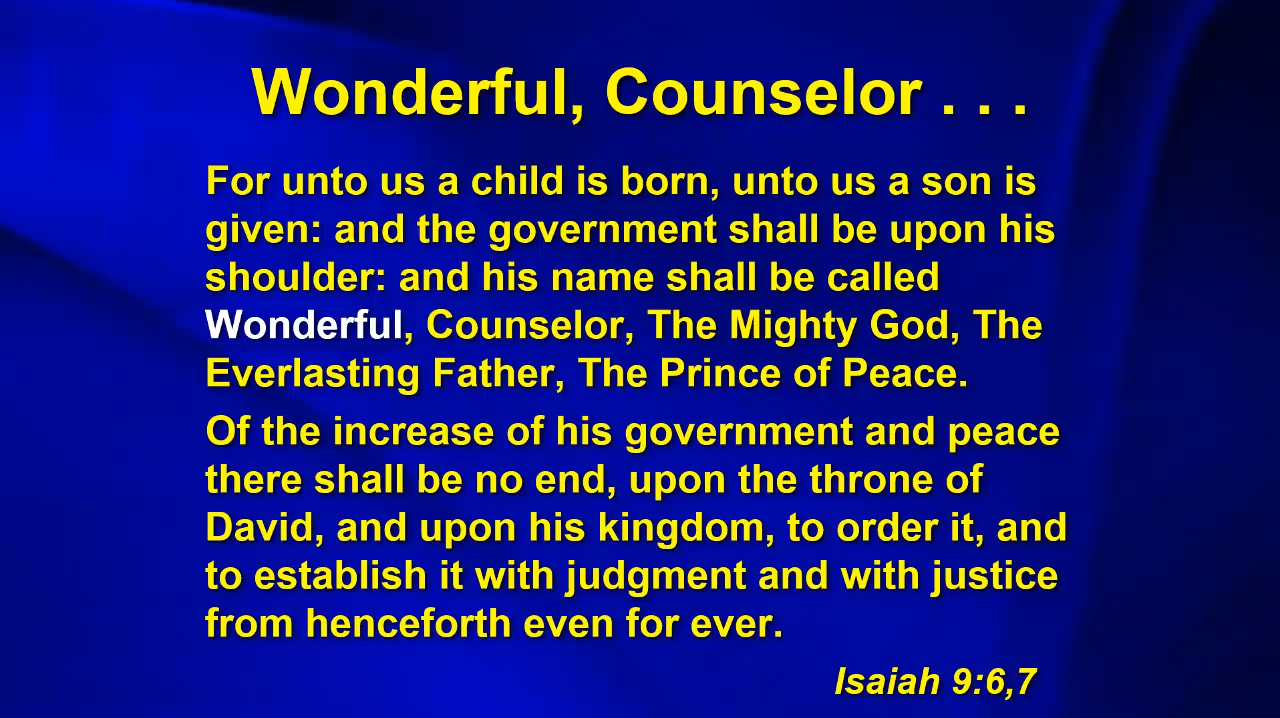 Wonderful, Counselor . . .
For unto us a child is born, unto us a son is
given: and the government shall be upon his
shoulder: and his name shall be called
Wonderful, Counselor, The Mighty God, The
Everlasting Father, The Prince of Peace.
Of the increase of his government and peace
there shall be no end, upon the throne of
David, and upon his kingdom, to order it, and
to establish it with judgment and with justice
from henceforth even for ever.
Isaiah 9:6,7